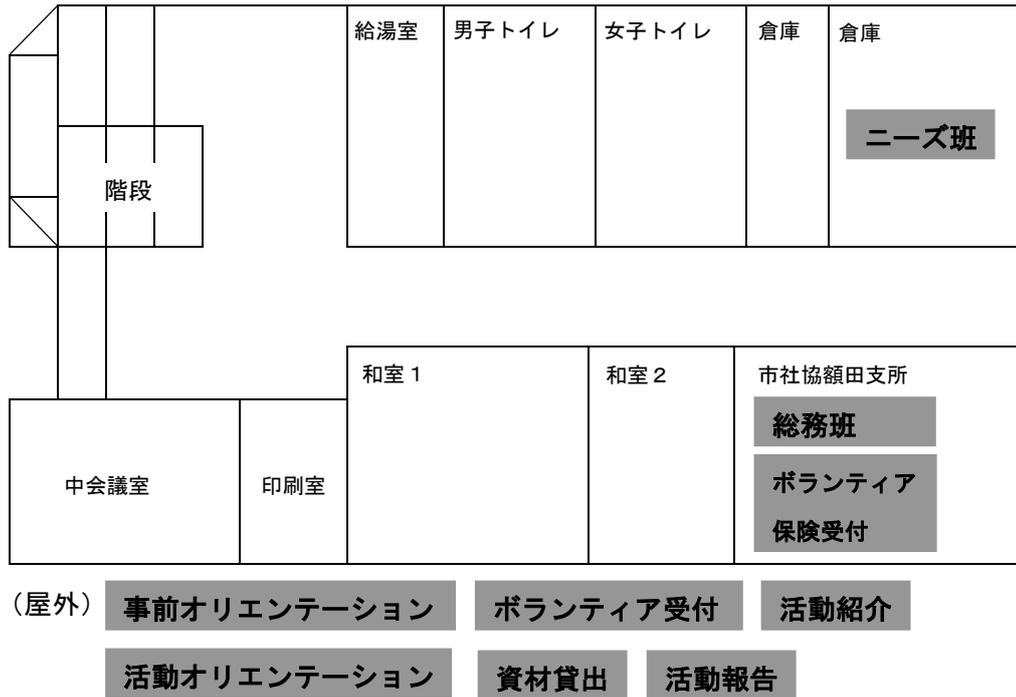 給湯室
男子トイレ
女子トイレ
倉庫
倉庫
ニーズ班
階段
和室1
和室2
市社協額田支所
総務班
ボランティア
保険受付
中会議室
印刷室
(屋外)
事前オリエンテーション
ボランティア受付
活動紹介
活動オリエンテーション
資材貸出
活動報告